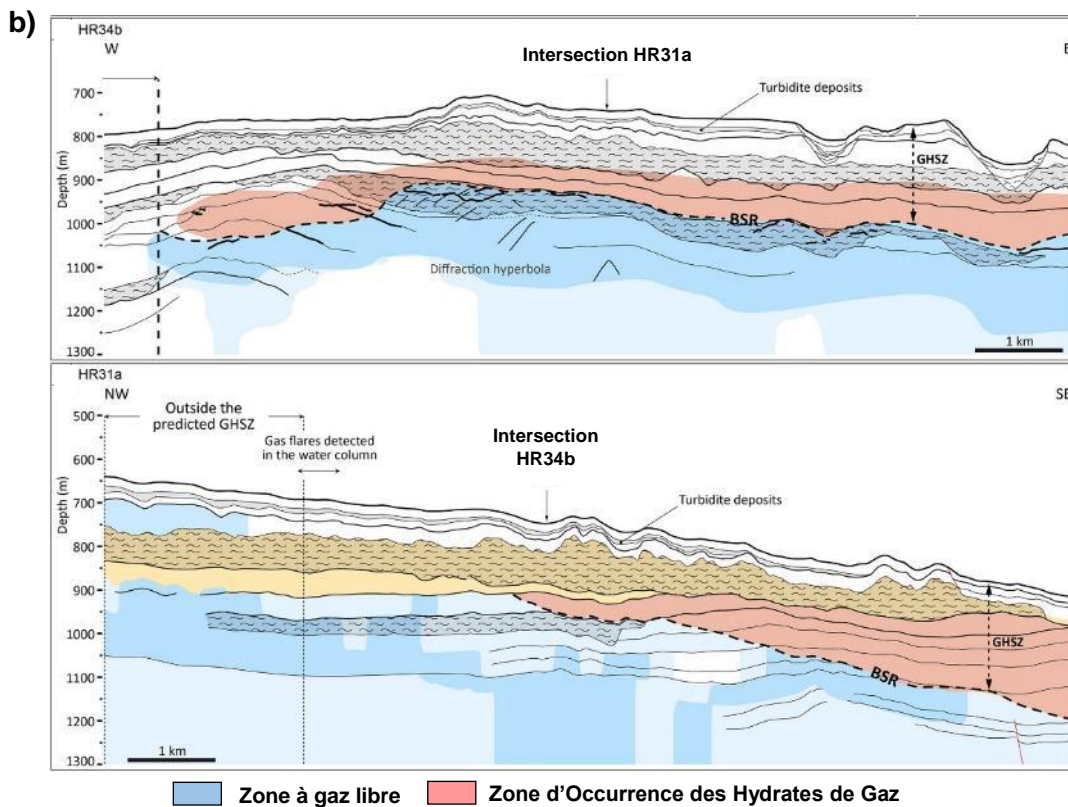 b)
HR34b
W
Intersection HR31a
E
Turbidite deposits
GHSZ
BSR
Diffraction hyperbola
Depth (m)
700
800
900
1000
1100
1200
1300
1 km
HR31a
NW
SE
Outside the
predicted GHSZ
Gas flares detected
in the water column
Intersection
HR34b
Turbidite deposits
GHSZ
BSR
Depth (m)
500
600
700
800
900
1000
1100
1200
1300
1 km
Zone à gaz libre
Zone d'Occurrence des Hydrates de Gaz